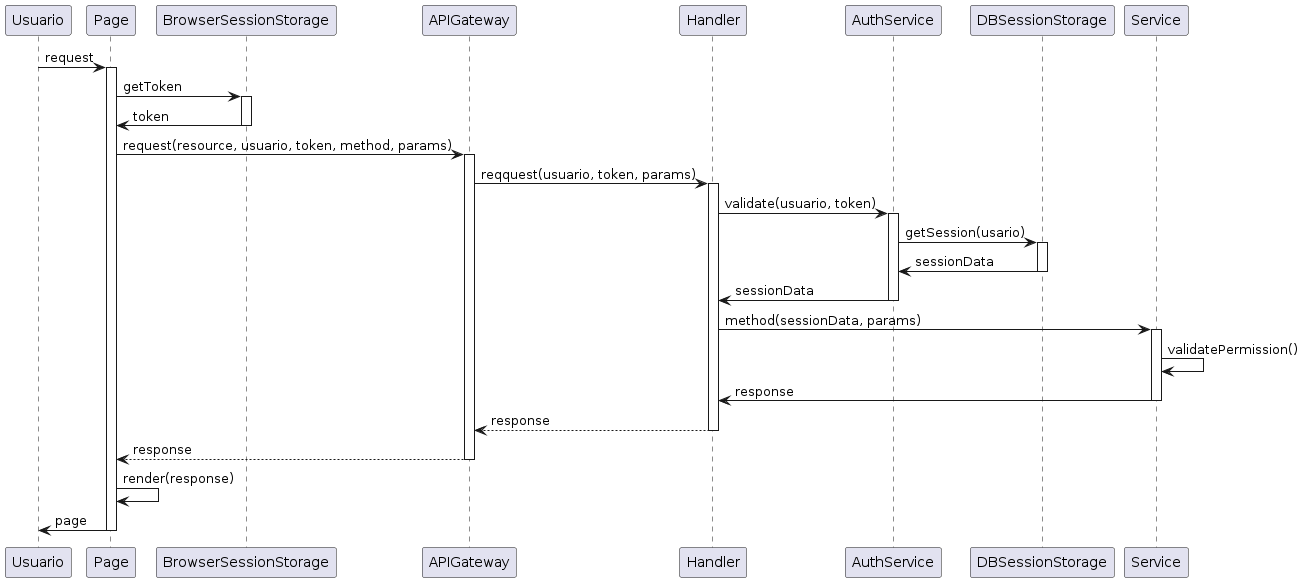 Usuario Page BrowserSessionStorage APIGateway Handler AuthService DBSessionStorage Service
request
getToken
token
request(resource, usuario, token, method, params)
reqquest(usuario, token, params)
validate(usuario, token)
getSession(usario)
sessionData
sessionData
method(sessionData, params)
validatePermission()
response
response
response
render(response)
page
Usuario Page BrowserSessionStorage APIGateway Handler AuthService DBSessionStorage Service